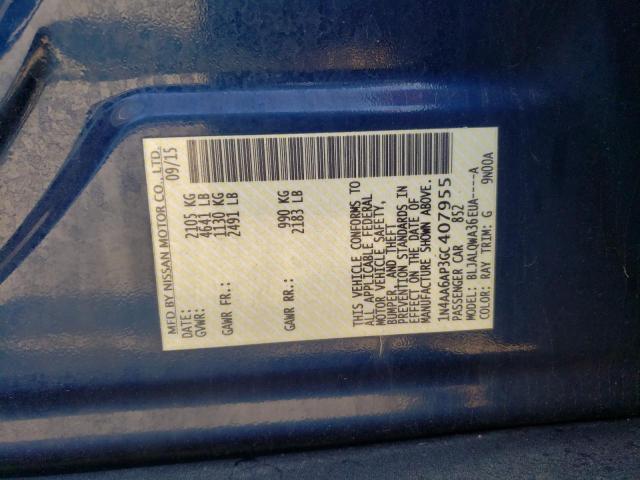 MFD BY NISSAN MOTOR CO., LTD.
DATE: 09/15
GVWR: 2105 KG
4641 LB
GAWR FR.: 1130 KG
2491 LB
GAWR RR.: 990 KG
2183 LB
THIS VEHICLE CONFORMS TO
ALL APPLICABLE FEDERAL
MOTOR VEHICLE SAFETY,
BUMPER, AND THEFT
PREVENTION STANDARDS IN
EFFECT ON THE DATE OF
MANUFACTURE SHOWN ABOVE.
1N4AA6AP3GC407955
PASSENGER CAR 852
BLJALQWA36EUA----A
COLOR: RAY TRIM: G 9N00A